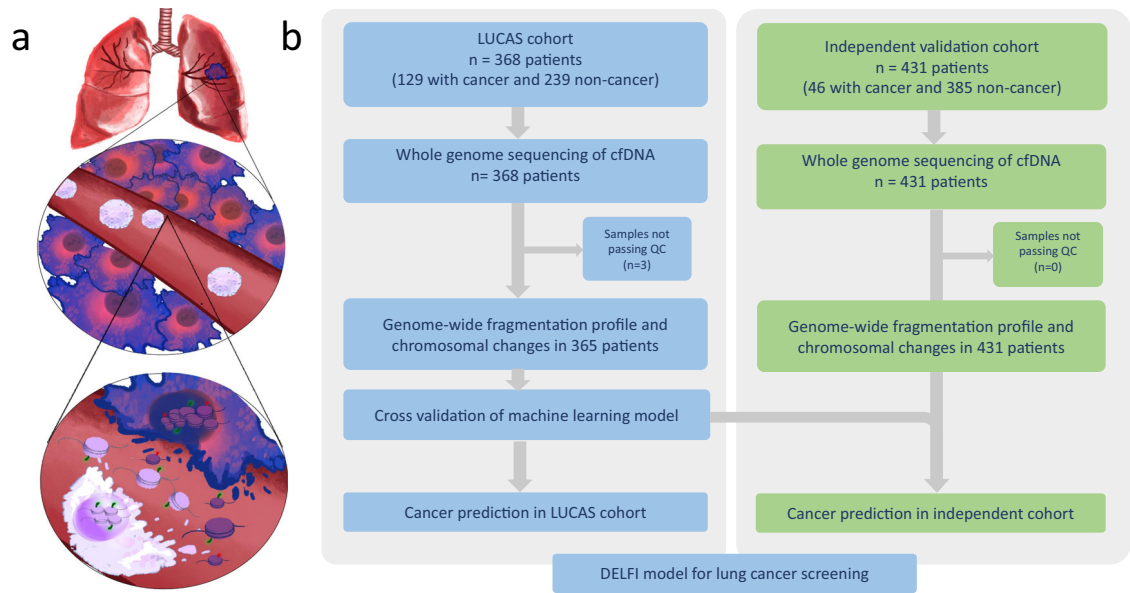 a
b
LUCAS cohort
n = 368 patients
(129 with cancer and 239 non-cancer)
Whole genome sequencing of cfDNA
n= 368 patients
Samples not
passing QC
(n=3)
Genome-wide fragmentation profile and
chromosomal changes in 365 patients
Cross validation of machine learning model
Cancer prediction in LUCAS cohort
Independent validation cohort
n = 431 patients
(46 with cancer and 385 non-cancer)
Whole genome sequencing of cfDNA
n = 431 patients
Samples not
passing QC
(n=0)
Genome-wide fragmentation profile and
chromosomal changes in 431 patients
Cancer prediction in independent cohort
DELFI model for lung cancer screening